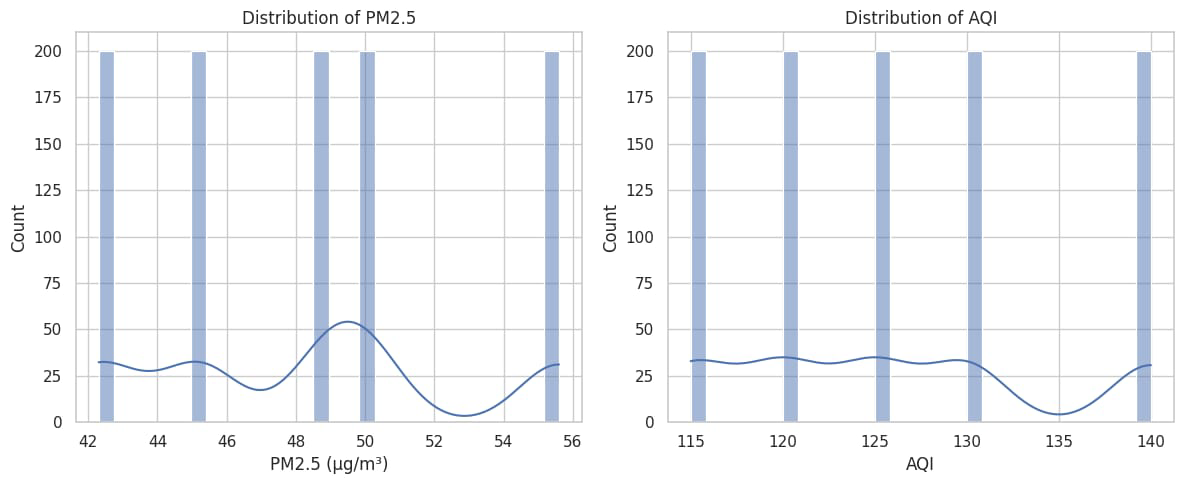 Distribution of PM2.5
200
175
150
125
100
75
50
25
0
Count
42 44 46 48 50 52 54 56
PM2.5 (µg/m³)
Distribution of AQI
200
175
150
125
100
75
50
25
0
Count
115 120 125 130 135 140
AQI